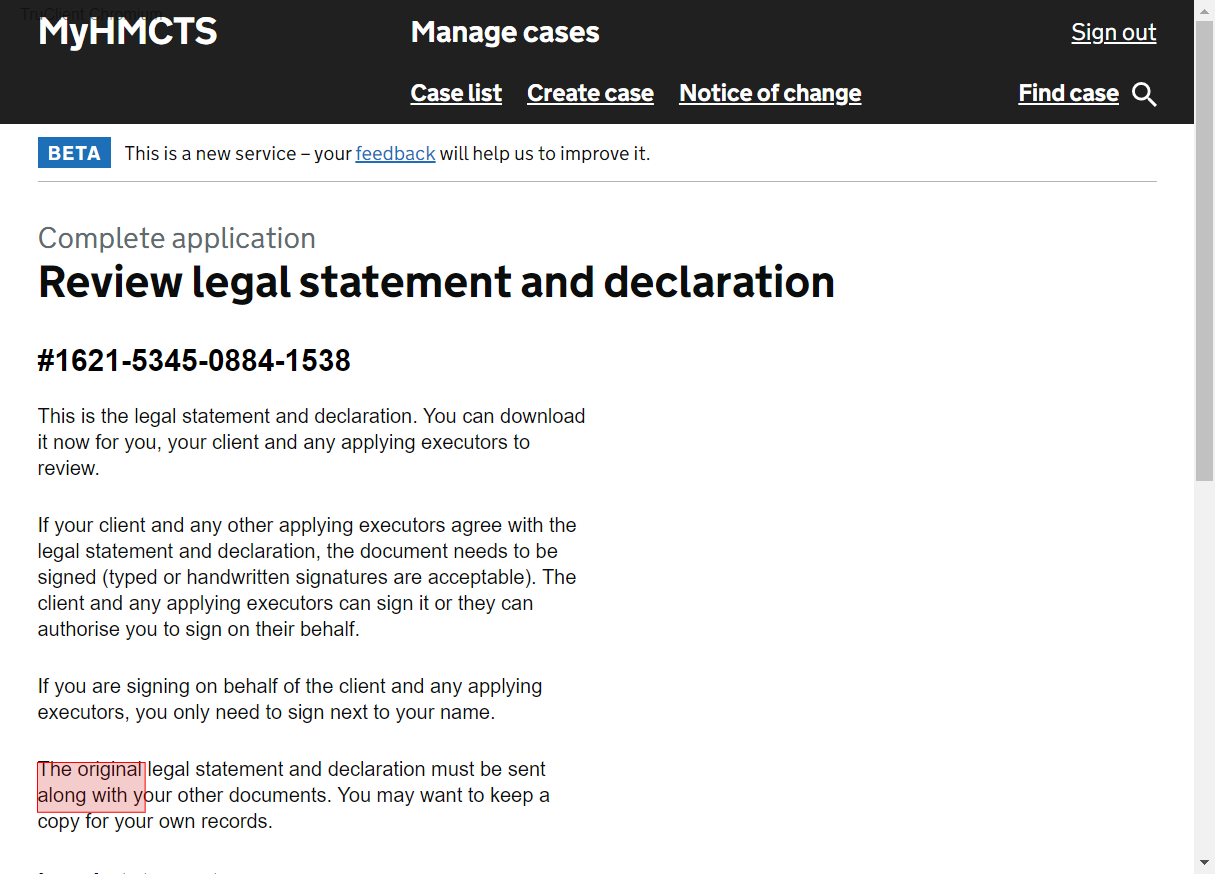 TruClient Chromium
MyHMCTS
Manage cases
Sign out
Case list
Create case
Notice of change
Find case
BETA This is a new service – your feedback will help us to improve it.
Complete application
Review legal statement and declaration
#1621-5345-0884-1538
This is the legal statement and declaration. You can download
it now for you, your client and any applying executors to
review.
If your client and any other applying executors agree with the
legal statement and declaration, the document needs to be
signed (typed or handwritten signatures are acceptable). The
client and any applying executors can sign it or they can
authorise you to sign on their behalf.
If you are signing on behalf of the client and any applying
executors, you only need to sign next to your name.
The original legal statement and declaration must be sent
along with your other documents. You may want to keep a
copy for your own records.